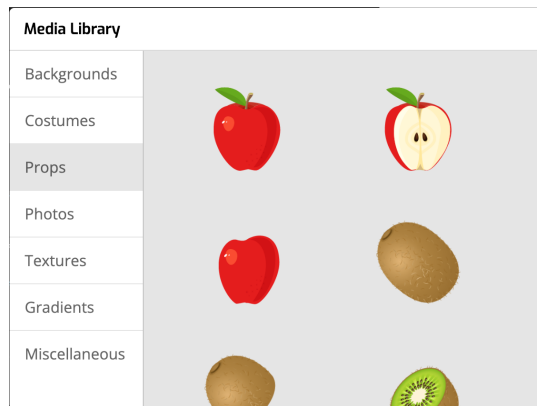 Media Library
Backgrounds
Costumes
Props
Photos
Textures
Gradients
Miscellaneous